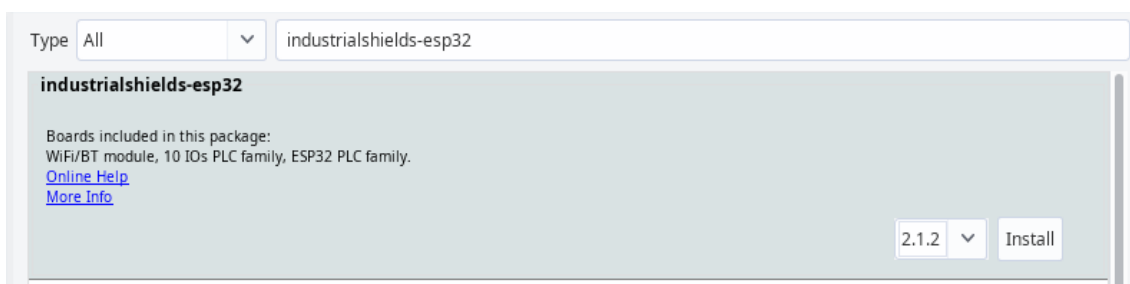 Type All industrialshields-esp32
industrialshields-esp32
Boards included in this package:
WiFi/BT module, 10 IOs PLC family, ESP32 PLC family.
Online Help
More Info
2.1.2 Install